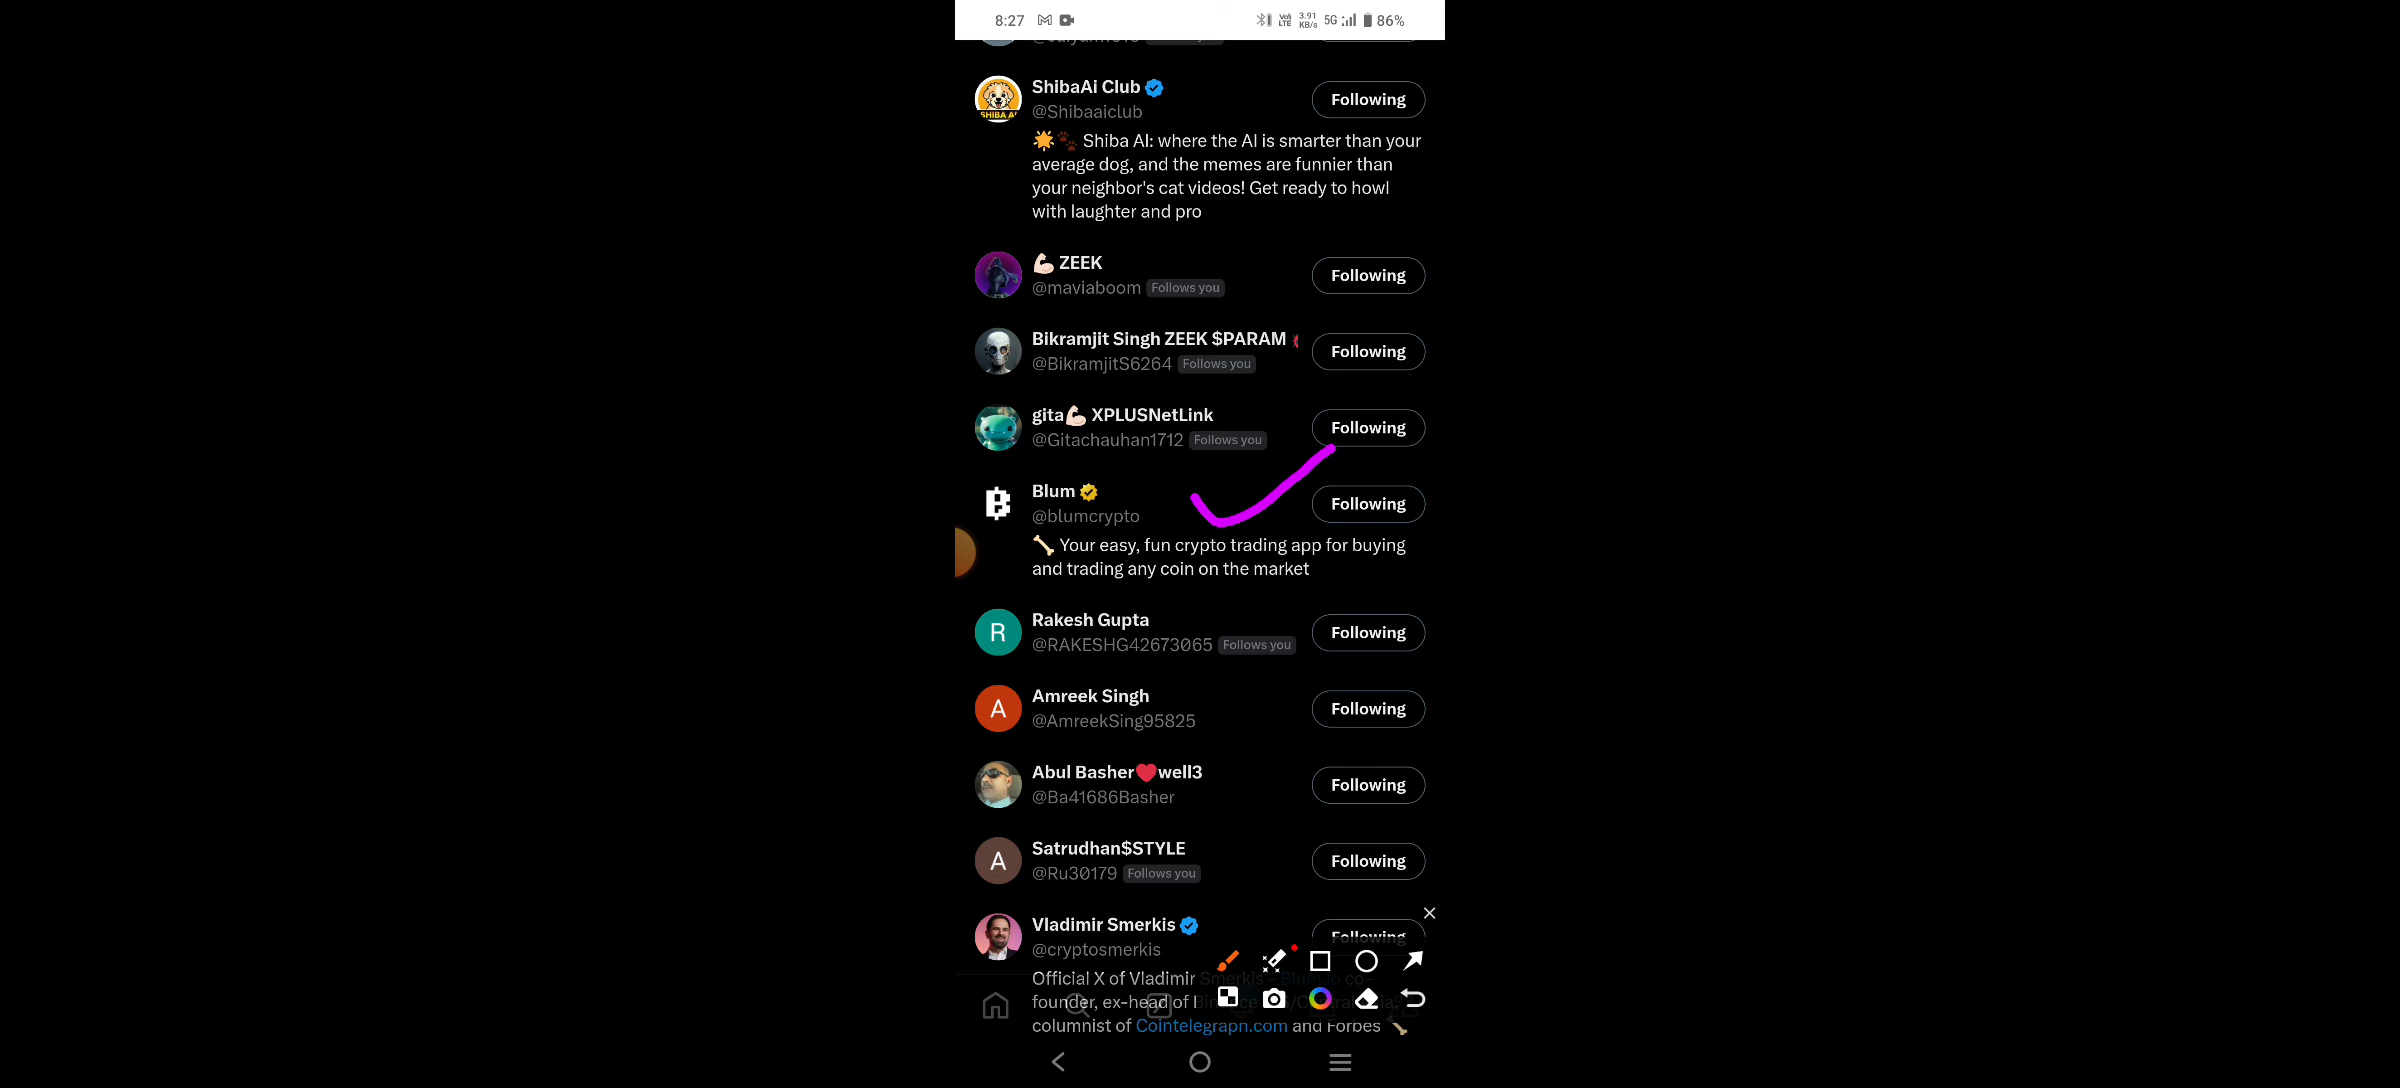 8:27 3.91 KB/s 5G 86%
ShibaAi Club
@Shibaaiclub
Following
SHIBA AI
Shiba AI: where the AI is smarter than your
average dog, and the memes are funnier than
your neighbor's cat videos! Get ready to howl
with laughter and pro
ZEEK
@maviaboom Follows you
Following
Bikramjit Singh ZEEK $PARAM
@BikramjitS6264 Follows you
Following
gita XPLUSNetLink
@Gitachauhan1712 Follows you
Following
Blum
@blumcrypto
Following
Your easy, fun crypto trading app for buying
and trading any coin on the market
R
Rakesh Gupta
@RAKESHG42673065 Follows you
Following
A
Amreek Singh
@AmreekSing95825
Following
Abul Basher well3
@Ba41686Basher
Following
A
Satrudhan$STYLE
@Ru30179 Follows you
Following
Vladimir Smerkis
@cryptosmerkis
Following
Official X of Vladimir Smerkis - co-
founder, ex-head of
columnist of Cointelegraph.com and Forbes